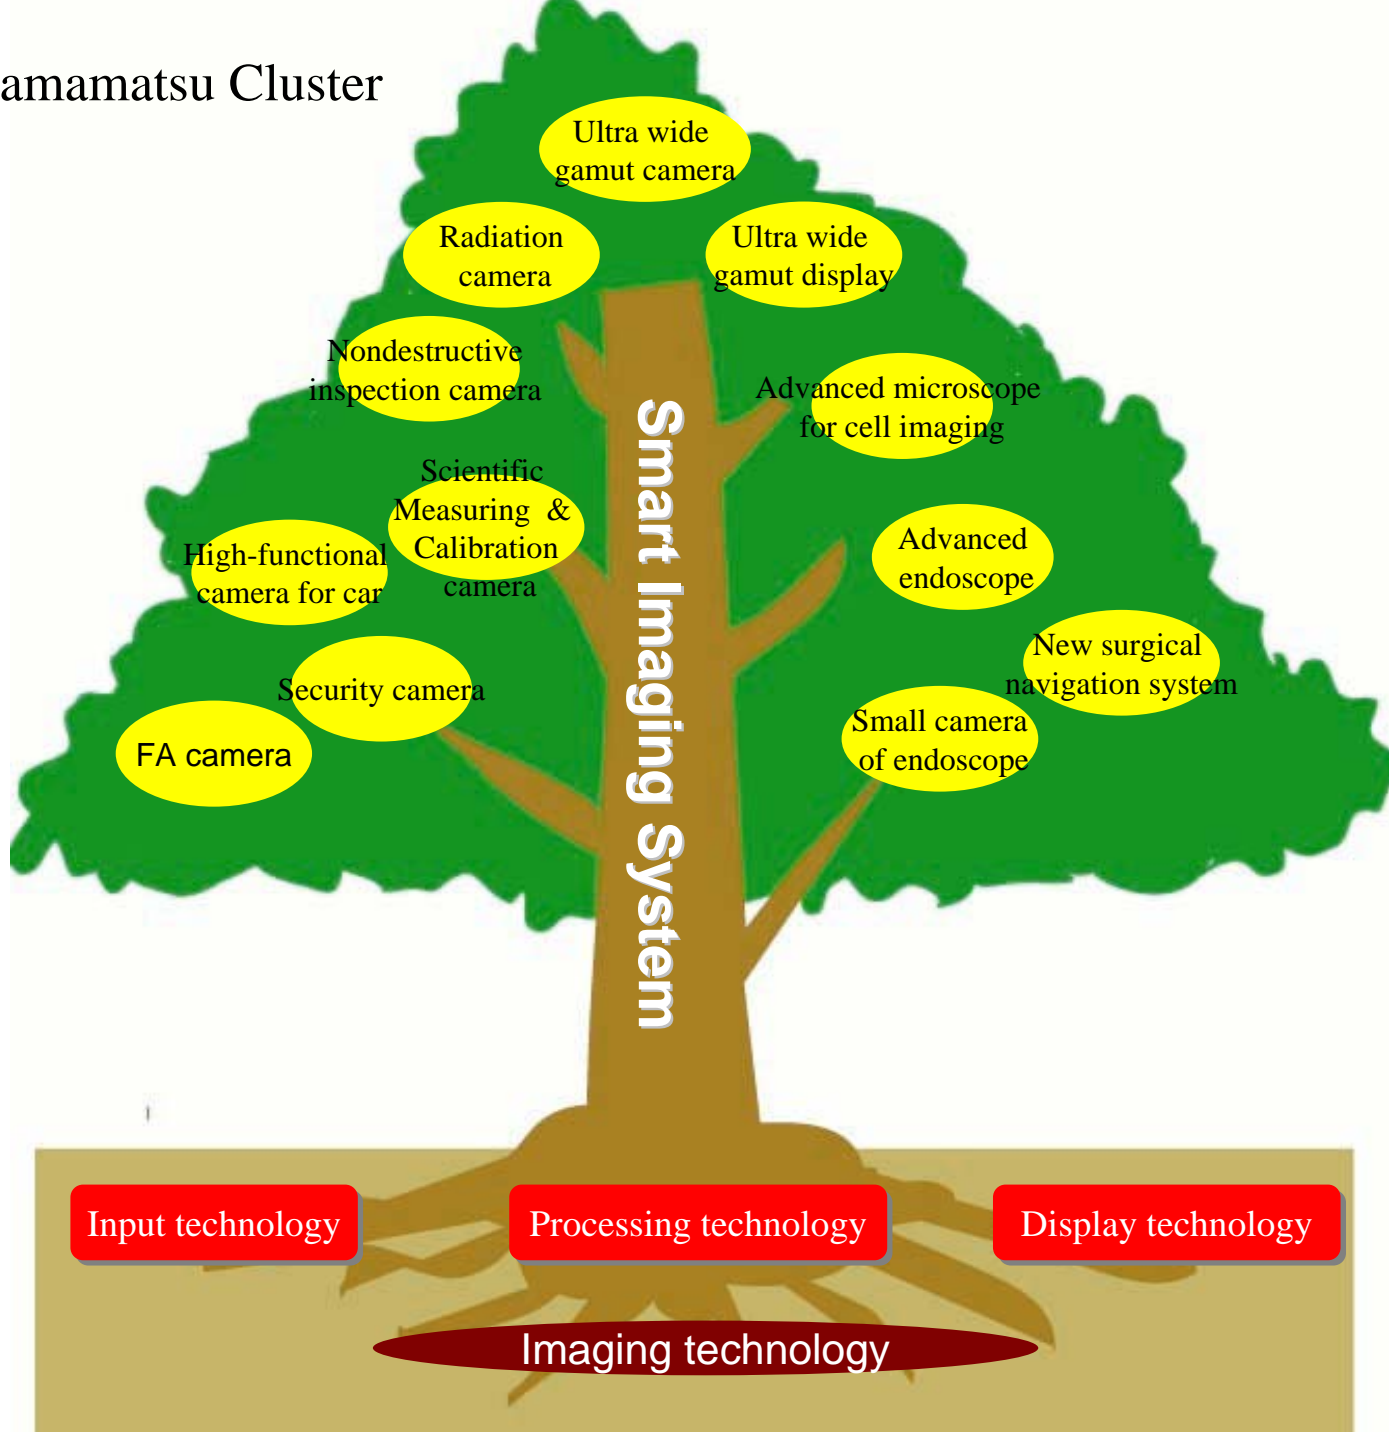 amamatsu Cluster
Ultra wide
gamut camera
Radiation
camera
Ultra wide
gamut display
Nondestructive
inspection camera
Advanced microscope
for cell imaging
Scientific
Measuring &
Calibration
camera
High-functional
camera for car
Advanced
endoscope
New surgical
navigation system
Security camera
Small camera
of endoscope
FA camera
Smart Imaging System
Input technology
Processing technology
Display technology
Imaging technology